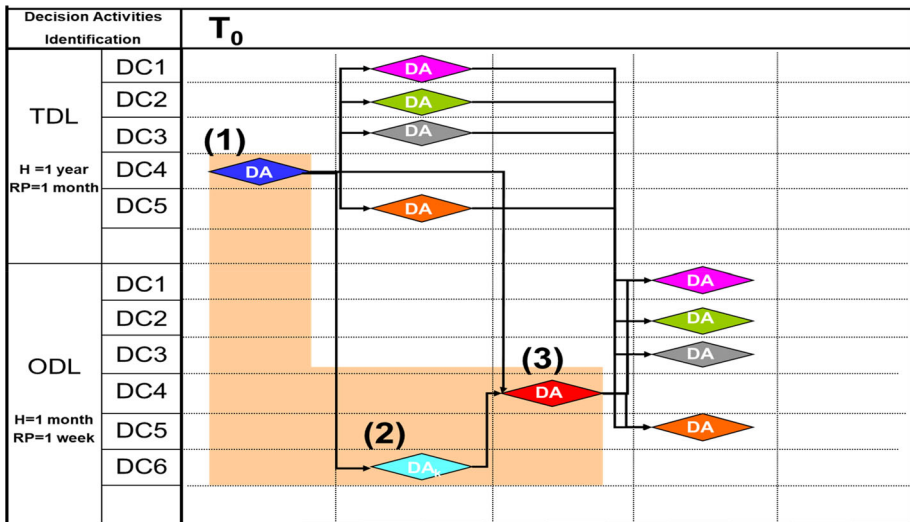 Decision Activities
Identification
T0
TDL
H =1 year
RP=1 month
DC1
DA
DC2
DA
DC3
DA
(1)
DC4
DA
DC5
DA
ODL
H=1 month
RP=1 week
DC1
DA
DC2
DA
DC3
DA
(3)
DC4
DA
DC5
DA
(2)
DC6
DA